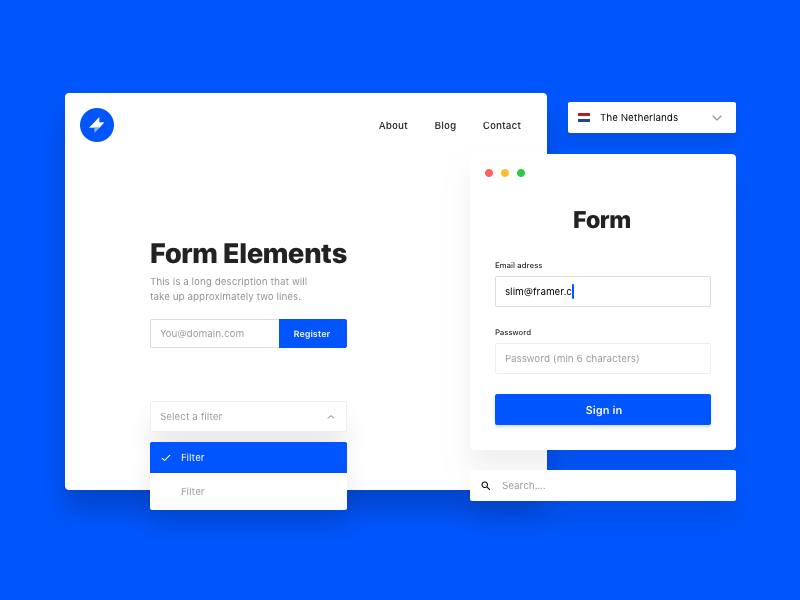 About Blog Contact
The Netherlands
Form Elements
This is a long description that will
take up approximately two lines.
You@domain.com Register
Select a filter
Filter
Filter
Form
Email adress
slim@framer.c
Password
Password (min 6 characters)
Sign in
Search....